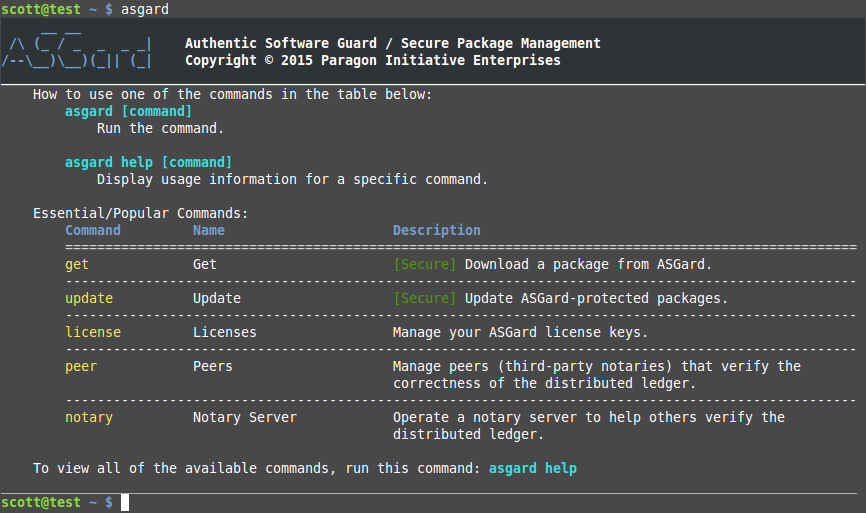 scott@test ~ $ asgard
Authentic Software Guard / Secure Package Management
Copyright © 2015 Paragon Initiative Enterprises
How to use one of the commands in the table below:
asgard [command]
Run the command.
asgard help [command]
Display usage information for a specific command.
Essential/Popular Commands:
Command Name Description
get Get [Secure] Download a package from ASGard.
update Update [Secure] Update ASGard-protected packages.
license Licenses Manage your ASGard license keys.
peer Peers Manage peers (third-party notaries) that verify the
correctness of the distributed ledger.
notary Notary Server Operate a notary server to help others verify the
distributed ledger.
To view all of the available commands, run this command: asgard help
scott@test ~ $